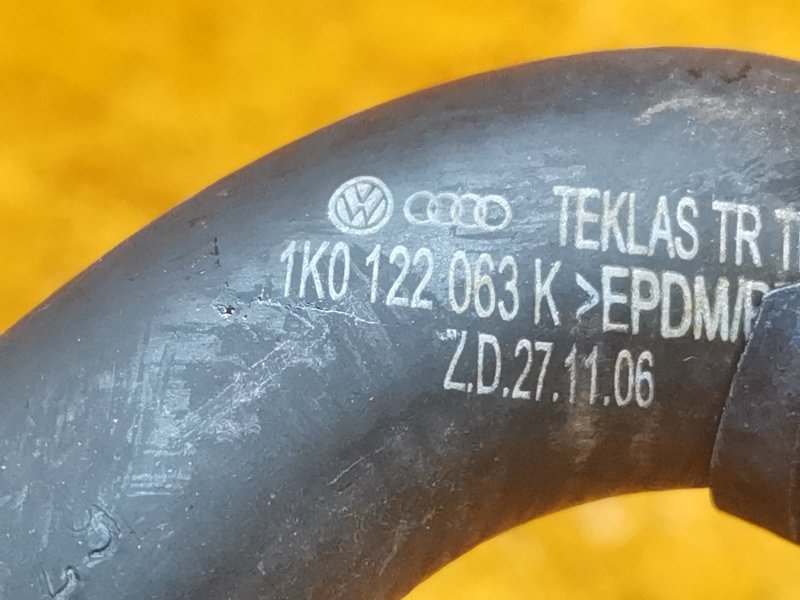 TEKLAS TR
1K0 122 063 K >EPDM/
Z.D.27.11.06